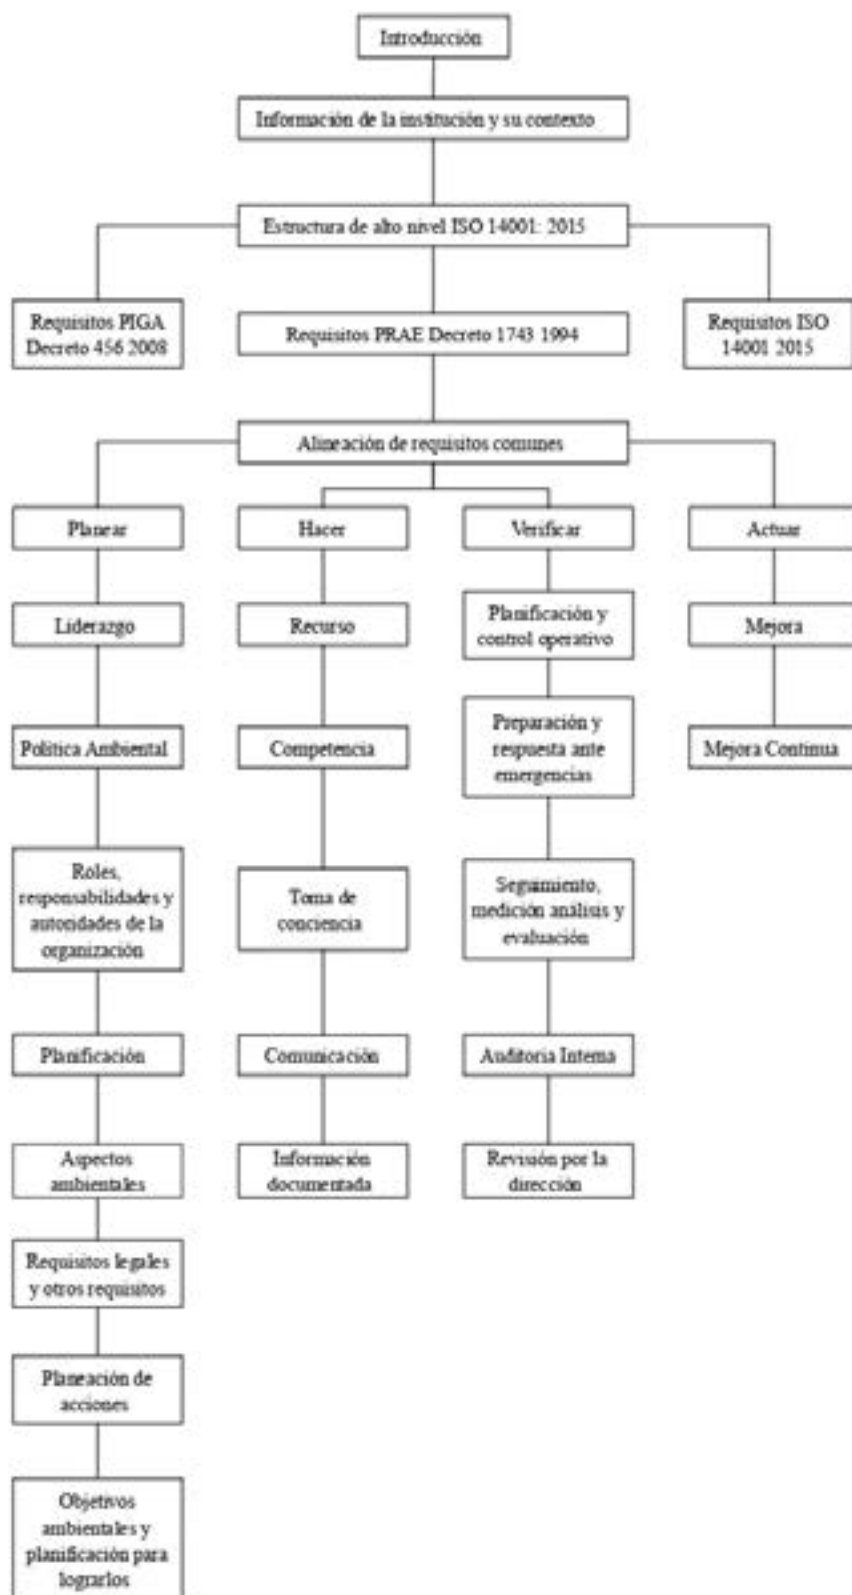 Introducción
Información de la institución y su contexto
Estructura de alto nivel ISO 14001: 2015
Requisitos PIGA
Decreto 456 2008
Requisitos PRAE Decreto 1743 1994
Requisitos ISO
14001 2015
Alineación de requisitos comunes
Planear
Hacer
Verificar
Actuar
Liderazgo
Recurso
Planificación y
control operativo
Mejora
Política Ambiental
Competencia
Preparación y
respuesta ante
emergencias
Mejora Continua
Roles,
responsabilidades y
autoridades de la
organización
Toma de
conciencia
Seguimiento,
medición análisis y
evaluación
Planificación
Comunicación
Auditoria Interna
Aspectos
ambientales
Información
documentada
Revisión por la
dirección
Requisitos legales
y otros requisitos
Planeación de
acciones
Objetivos
ambientales y
planificación para
lograrlos